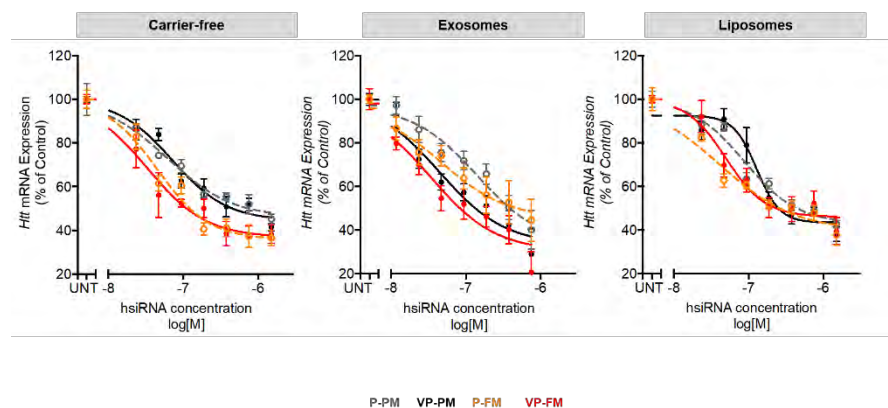 Carrier-free
Exosomes
Liposomes
120
100
80
60
40
20
Htt mRNA Expression
(% of Control)
UNT
-8
-7
-6
hsiRNA concentration
log[M]
120
100
80
60
40
20
Htt mRNA Expression
(% of Control)
UNT
-8
-7
-6
hsiRNA concentration
log[M]
120
100
80
60
40
20
Htt mRNA Expression
(% of Control)
UNT
-8
-7
-6
hsiRNA concentration
log[M]
P-PM VP-PM P-FM VP-FM